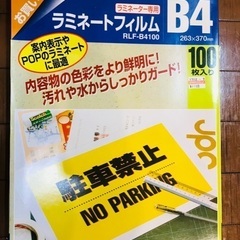 お買い
ラミネーター専用
ラミネートフィルム
RLF-B4100
B4
263×370mm
案内表示や
POPのラミネート
に最適
100
枚入り
内容物の色彩をより鮮明に!
汚れや水からしっかりガード!
駐車禁止
NO PARKING